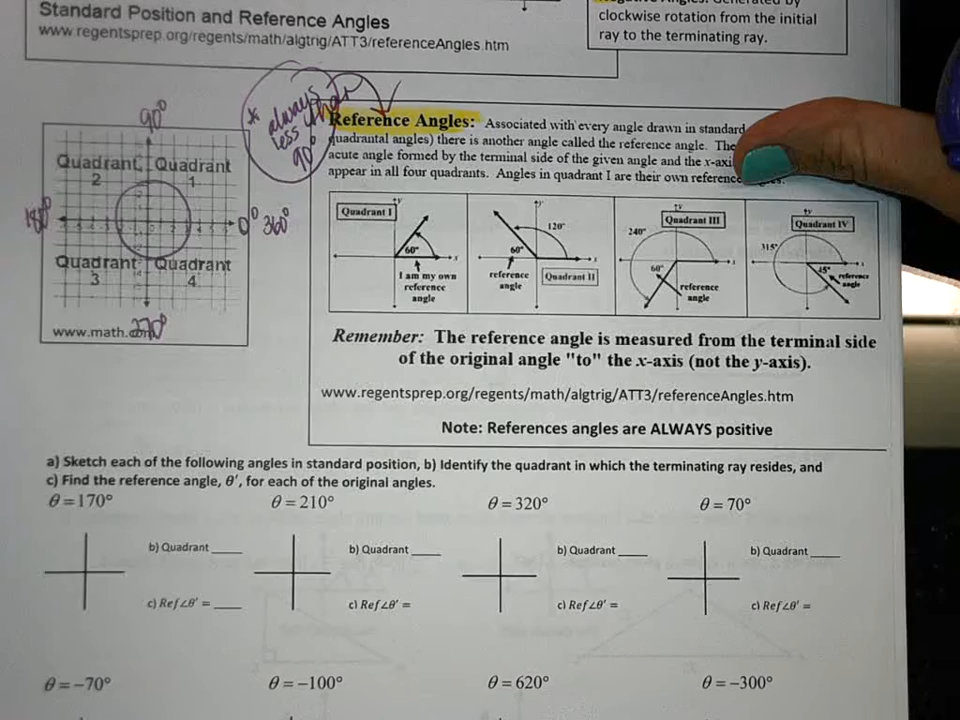 Standard Position and Reference Angles
www.regentsprep.org/regents/math/algtrig/ATT3/referenceAngles.htm
clockwise rotation from the initial
ray to the terminating ray.
90°
Quadrant Quadrant
2 1
180° 0° 360°
Quadrant Quadrant
3 4
www.math.com
270°
* always
less than
90°
Reference Angles: Associated with every angle drawn in standard
quadrantal angles) there is another angle called the reference angle. The
acute angle formed by the terminal side of the given angle and the x-axi
appear in all four quadrants. Angles in quadrant I are their own reference
Quadrant I
60°
x
I am my own
reference
angle
y
120°
60°
x
reference
angle
Quadrant II
y
Quadrant III
240°
60°
x
reference
angle
y
Quadrant IV
315°
45°
x
reference
angle
Remember: The reference angle is measured from the terminal side
of the original angle "to" the x-axis (not the y-axis).
www.regentsprep.org/regents/math/algtrig/ATT3/referenceAngles.htm
Note: References angles are ALWAYS positive
a) Sketch each of the following angles in standard position, b) Identify the quadrant in which the terminating ray resides, and
c) Find the reference angle, θ′, for each of the original angles.
θ = 170° θ = 210° θ = 320° θ = 70°
b) Quadrant ____ b) Quadrant ____ b) Quadrant ____ b) Quadrant ____
c) Ref∠θ′ = ____ c) Ref∠θ′ = c) Ref∠θ′ = c) Ref∠θ′ =
θ = −70° θ = −100° θ = 620° θ = −300°